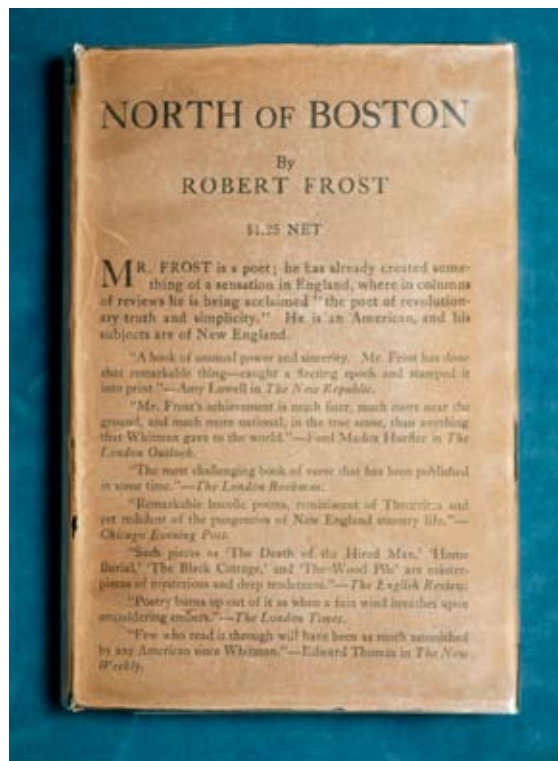 NORTH OF BOSTON
By
ROBERT FROST
$1.25 NET
MR. FROST is a poet; he has already created some-
thing of a sensation in England, where in columns
of reviews he is being acclaimed "the poet of revolution-
ary truth and simplicity." He is an American, and his
subjects are of New England.
"A book of unusual power and sincerity. Mr. Frost has done
that remarkable thing—caught a fleeting epoch and stamped it
into print."—Amy Lowell in The New Republic.
"Mr. Frost's achievement is much finer, much more near the
ground, and much more national, in the true sense, than anything
that Whitman gave to the world."—Ford Madox Hueffer in The
London Outlook.
"The most challenging book of verse that has been published
in some time."—The London Bookman.
"Remarkable bucolic poems, reminiscent of Theocritus and
yet redolent of the pungencies of New England country life."—
Chicago Evening Post.
"Such pieces as 'The Death of the Hired Man,' 'Home
Burial,' 'The Black Cottage,' and 'The Wood Pile' are master-
pieces of mysterious and deep tenderness."—The English Review.
"Poetry burns up out of it as when a faint wind breathes upon
smouldering embers."—The London Times.
"Few who read it through will have been as much astonished
by any American since Whitman."—Edward Thomas in The New
Weekly.